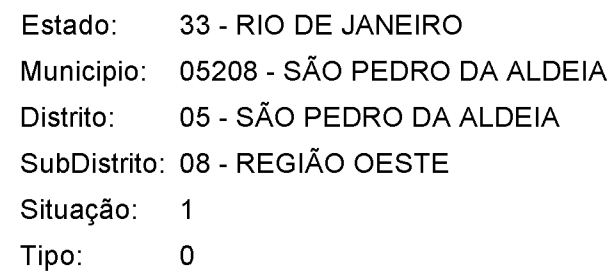 Estado: 33 - RIO DE JANEIRO
Municipio: 05208 - SÃO PEDRO DA ALDEIA
Distrito: 05 - SÃO PEDRO DA ALDEIA
SubDistrito: 08 - REGIÃO OESTE
Situação: 1
Tipo: 0